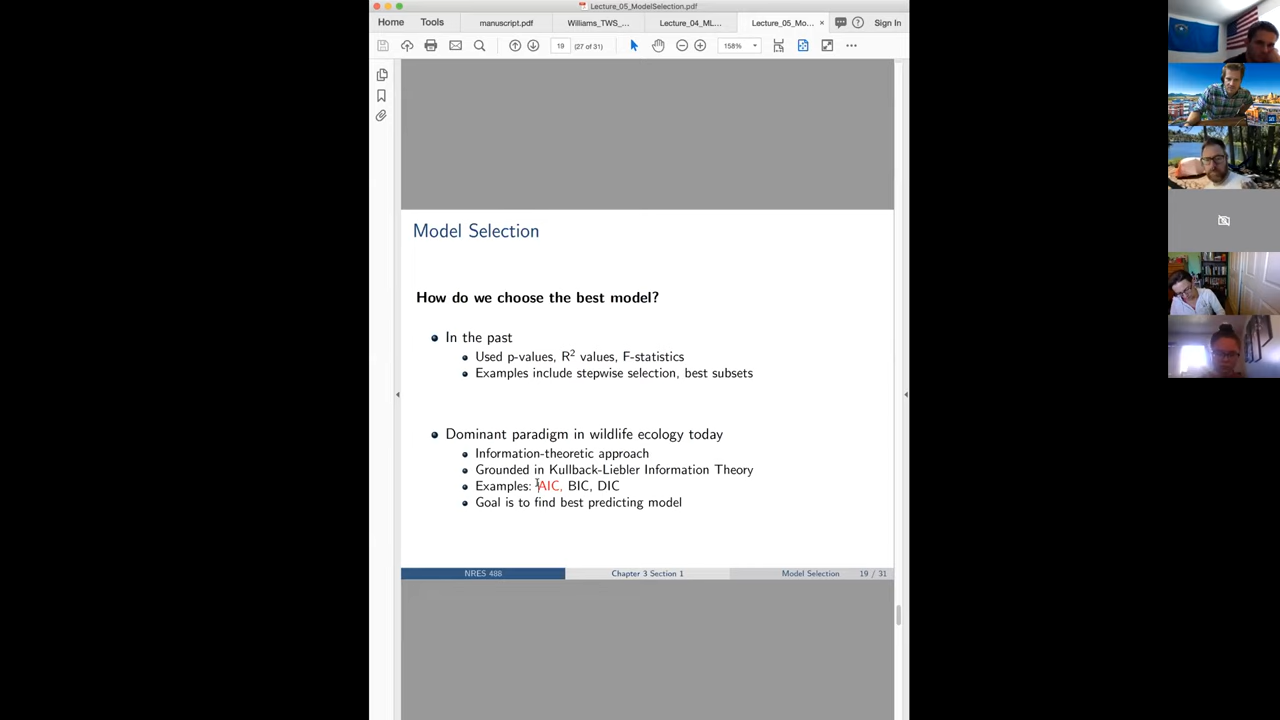 Lecture_05_ModelSelection.pdf
Home Tools manuscript.pdf Williams_TWS_... Lecture_04_ML... Lecture_05_Mo... × Sign In
19 (27 of 31) 158%
Model Selection
How do we choose the best model?
In the past
Used p-values, R² values, F-statistics
Examples include stepwise selection, best subsets
Dominant paradigm in wildlife ecology today
Information-theoretic approach
Grounded in Kullback-Liebler Information Theory
Examples: AIC, BIC, DIC
Goal is to find best predicting model
NRES 488 Chapter 3 Section 1 Model Selection 19 / 31